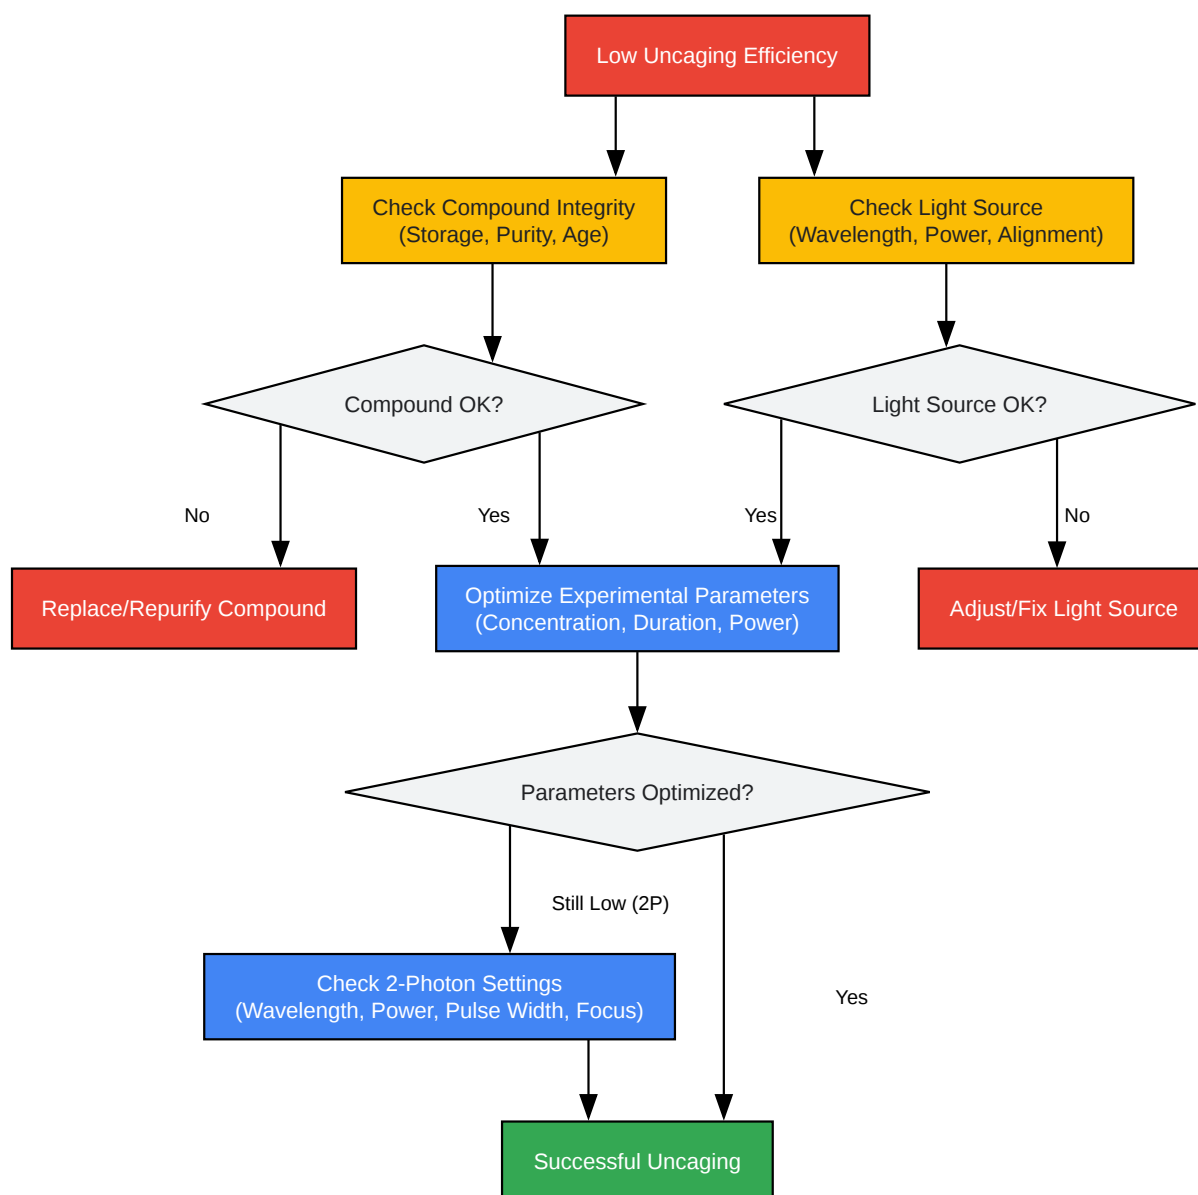 Low Uncaging Efficiency
Check Compound Integrity
(Storage, Purity, Age)
Check Light Source
(Wavelength, Power, Alignment)
Compound OK?
Light Source OK?
No
Yes
Yes
No
Replace/Repurify Compound
Optimize Experimental Parameters
(Concentration, Duration, Power)
Adjust/Fix Light Source
Parameters Optimized?
Still Low (2P)
Check 2-Photon Settings
(Wavelength, Power, Pulse Width, Focus)
Yes
Successful Uncaging